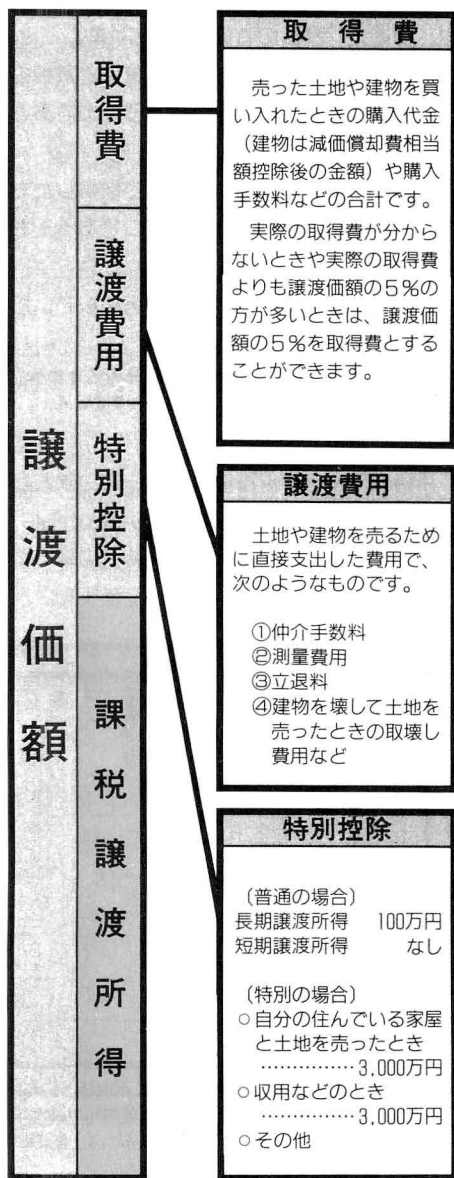 譲渡価額
取得費
譲渡費用
特別控除
課税譲渡所得
取得費
売った土地や建物を買
い入れたときの購入代金
（建物は減価償却費相当
額控除後の金額）や購入
手数料などの合計です。
実際の取得費が分から
ないときや実際の取得費
よりも譲渡価額の５％の
方が多いときは、譲渡価
額の５％を取得費とする
ことができます。
譲渡費用
土地や建物を売るため
に直接支出した費用で、
次のようなものです。
①仲介手数料
②測量費用
③立退料
④建物を壊して土地を
売ったときの取壊し
費用など
特別控除
〔普通の場合〕
長期譲渡所得　100万円
短期譲渡所得　なし
〔特別の場合〕
○自分の住んでいる家屋
と土地を売ったとき
……………3,000万円
○収用などのとき
……………3,000万円
○その他